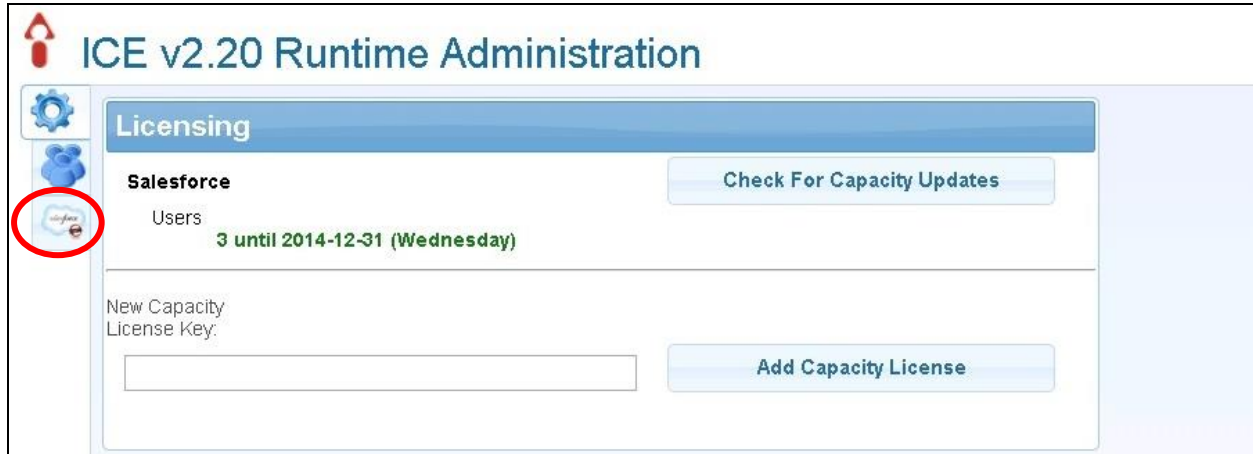 ICE v2.20 Runtime Administration
Licensing
Salesforce
Check For Capacity Updates
Users
3 until 2014-12-31 (Wednesday)
New Capacity
License Key:
Add Capacity License